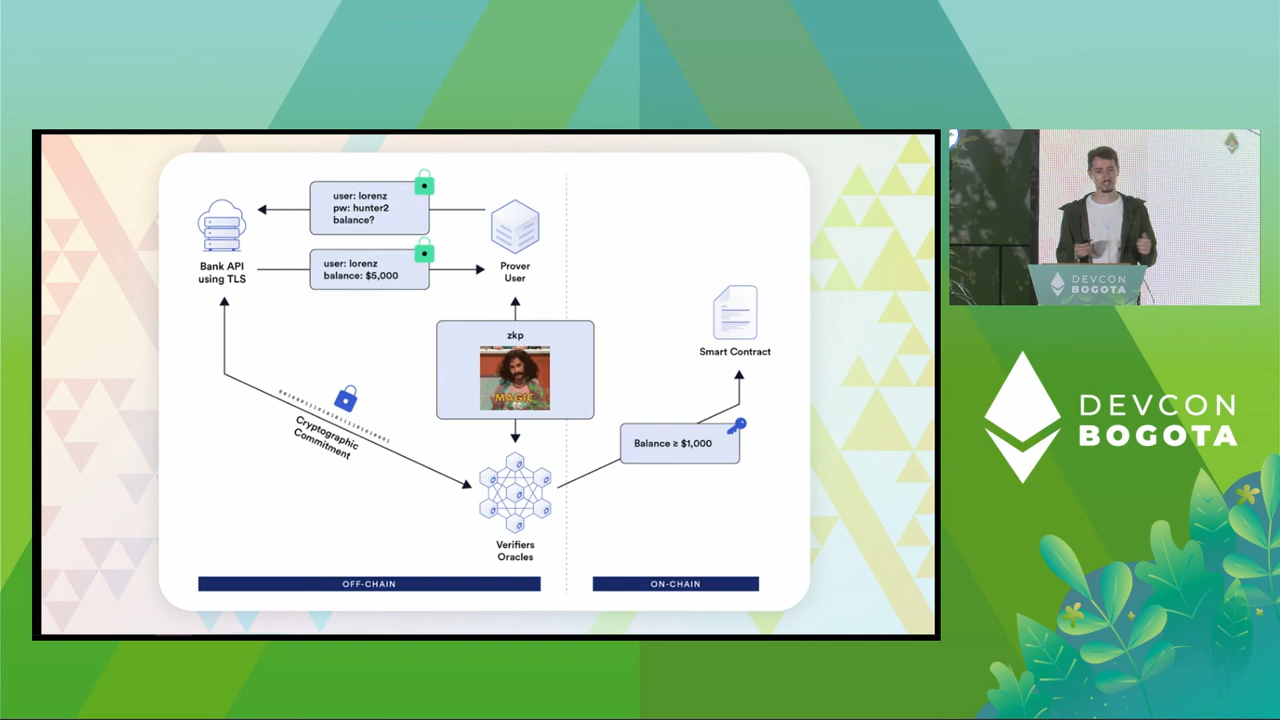 user: lorenz
pw: hunter2
balance?
user: lorenz
balance: $5,000
Bank API
using TLS
Prover
User
zkp
MAGIC
Smart Contract
Cryptographic
Commitment
Balance ≥ $1,000
Verifiers
Oracles
OFF-CHAIN
ON-CHAIN
DEVCON
BOGOTA
DEVCON
BOGOTA